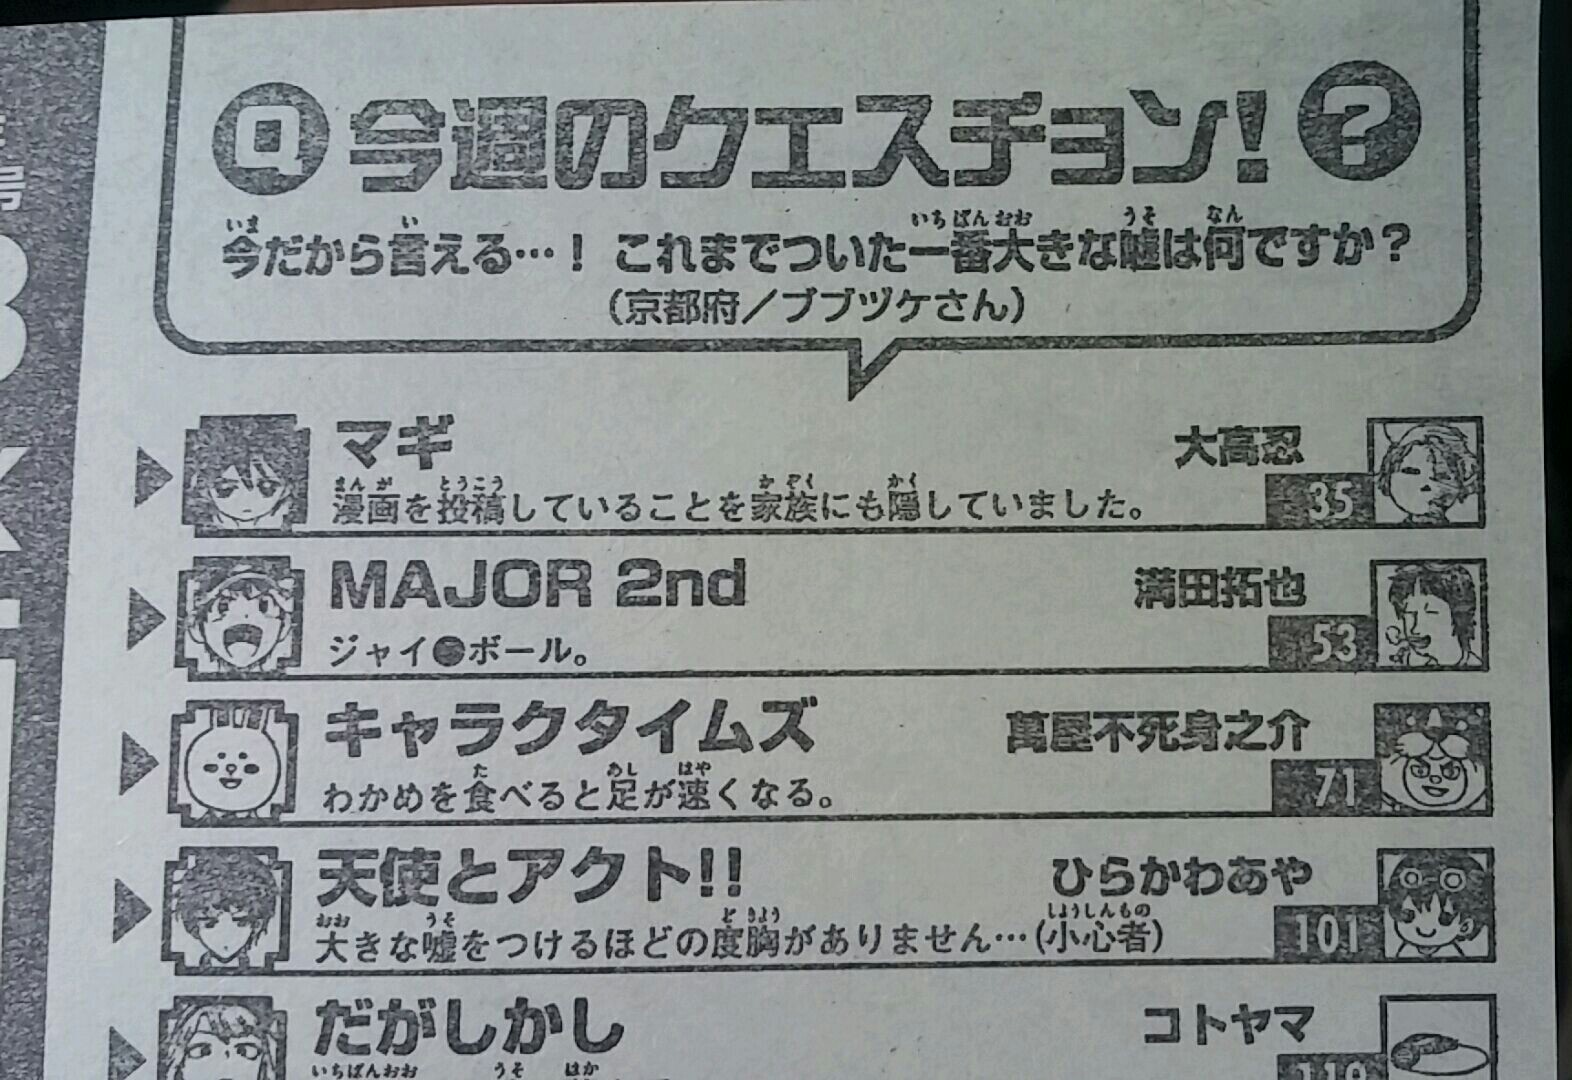 Q 今週のクエスチョン! ?
今だから言える…! これまでついた一番大きな嘘は何ですか?
(京都府/ブブヅケさん)
マギ 大高忍
漫画を投稿していることを家族にも隠していました。 35
MAJOR 2nd 満田拓也
ジャイ●ボール。 53
キャラクタイムズ 萬屋不死身之介
わかめを食べると足が速くなる。 71
天使とアクト!! ひらかわあや
大きな嘘をつけるほどの度胸がありません…(小心者) 101
だがしかし コトヤマ